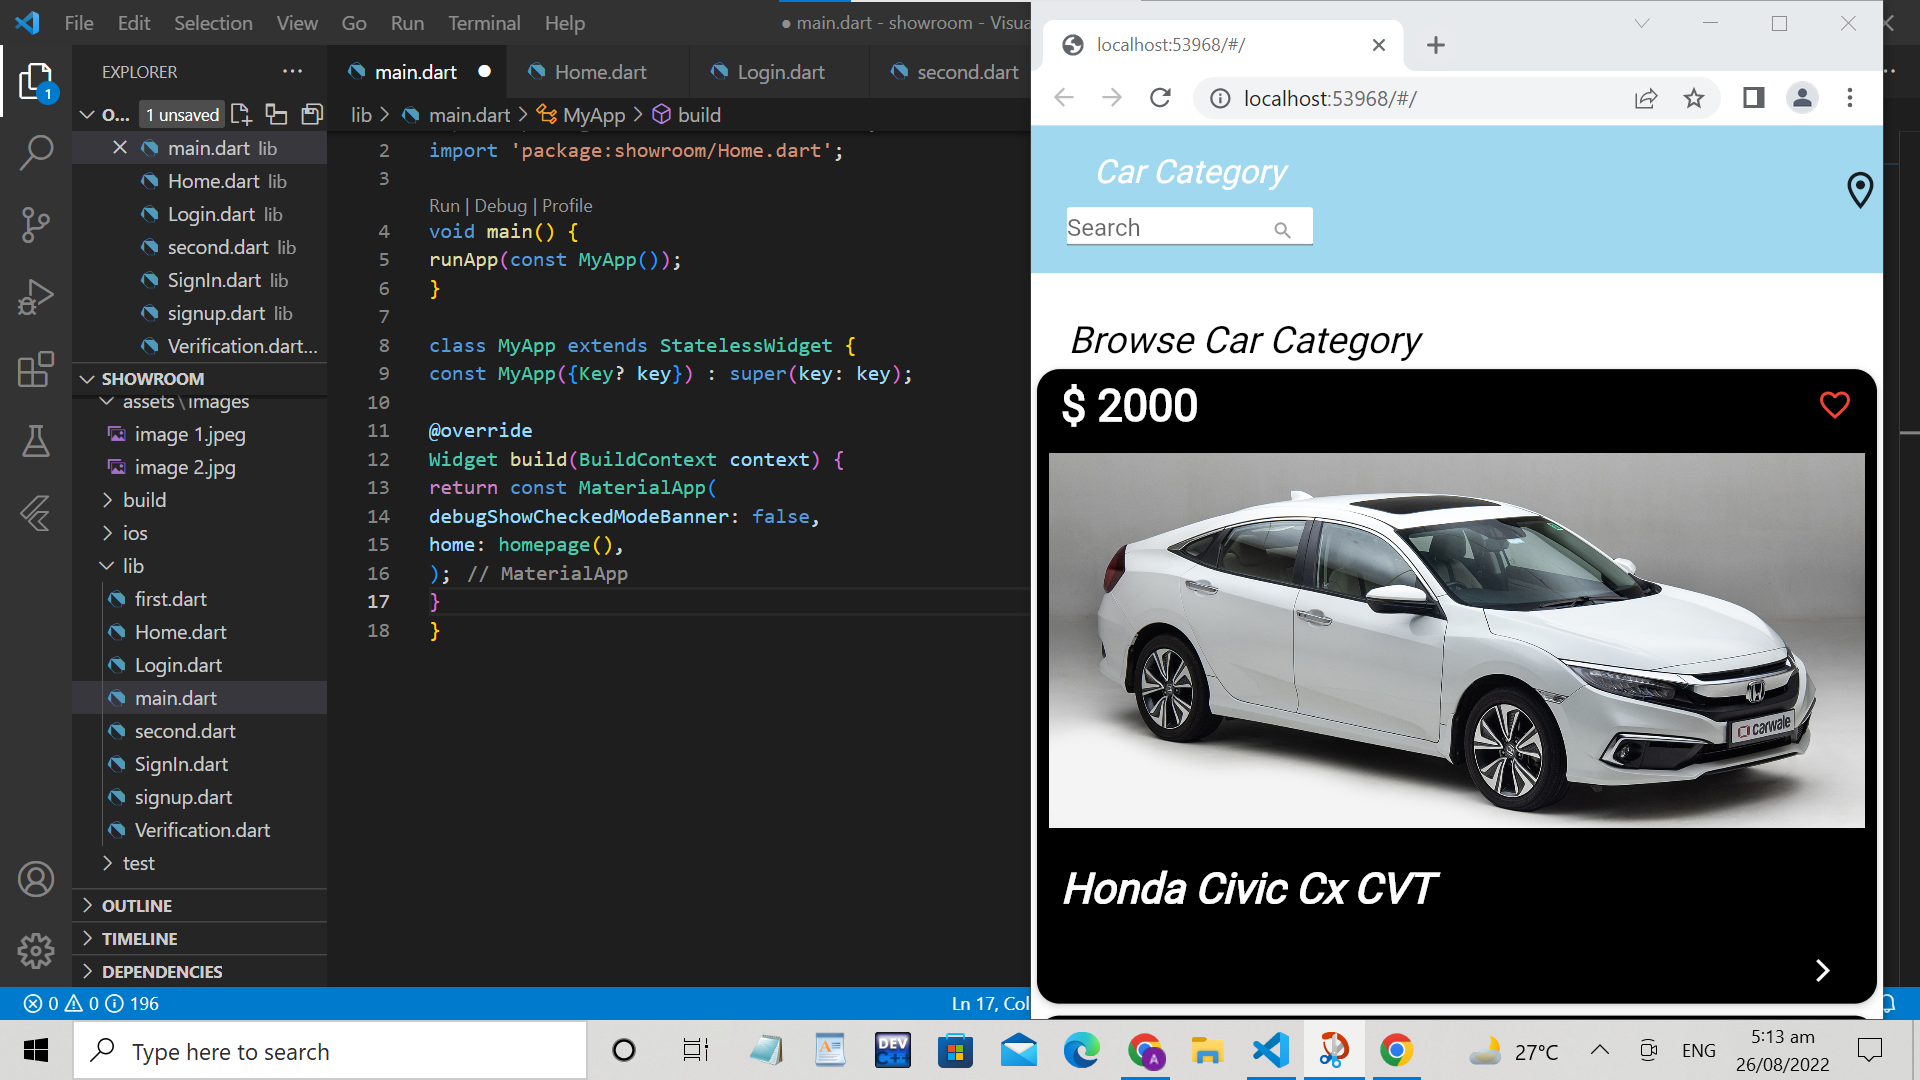 File Edit Selection View Go Run Terminal Help
● main.dart - showroom - Visua
EXPLORER
O... 1 unsaved
main.dart lib
Home.dart lib
Login.dart lib
second.dart lib
SignIn.dart lib
signup.dart lib
Verification.dart...
SHOWROOM
assets\images
image 1.jpeg
image 2.jpg
build
ios
lib
first.dart
Home.dart
Login.dart
main.dart
second.dart
SignIn.dart
signup.dart
Verification.dart
test
OUTLINE
TIMELINE
DEPENDENCIES
1
main.dart Home.dart Login.dart second.dart
lib > main.dart > MyApp > build
2 import 'package:showroom/Home.dart';
3
Run | Debug | Profile
4 void main() {
5 runApp(const MyApp());
6 }
7
8 class MyApp extends StatelessWidget {
9 const MyApp({Key? key}) : super(key: key);
10
11 @override
12 Widget build(BuildContext context) {
13 return const MaterialApp(
14 debugShowCheckedModeBanner: false,
15 home: homepage(),
16 ); // MaterialApp
17 }
18 }
0 0 196
Ln 17, Col
localhost:53968/#/
localhost:53968/#/
Car Category
Search
Browse Car Category
$ 2000
carwale
Honda Civic Cx CVT
Type here to search
DEV
C++
A
27°C
ENG
5:13 am
26/08/2022